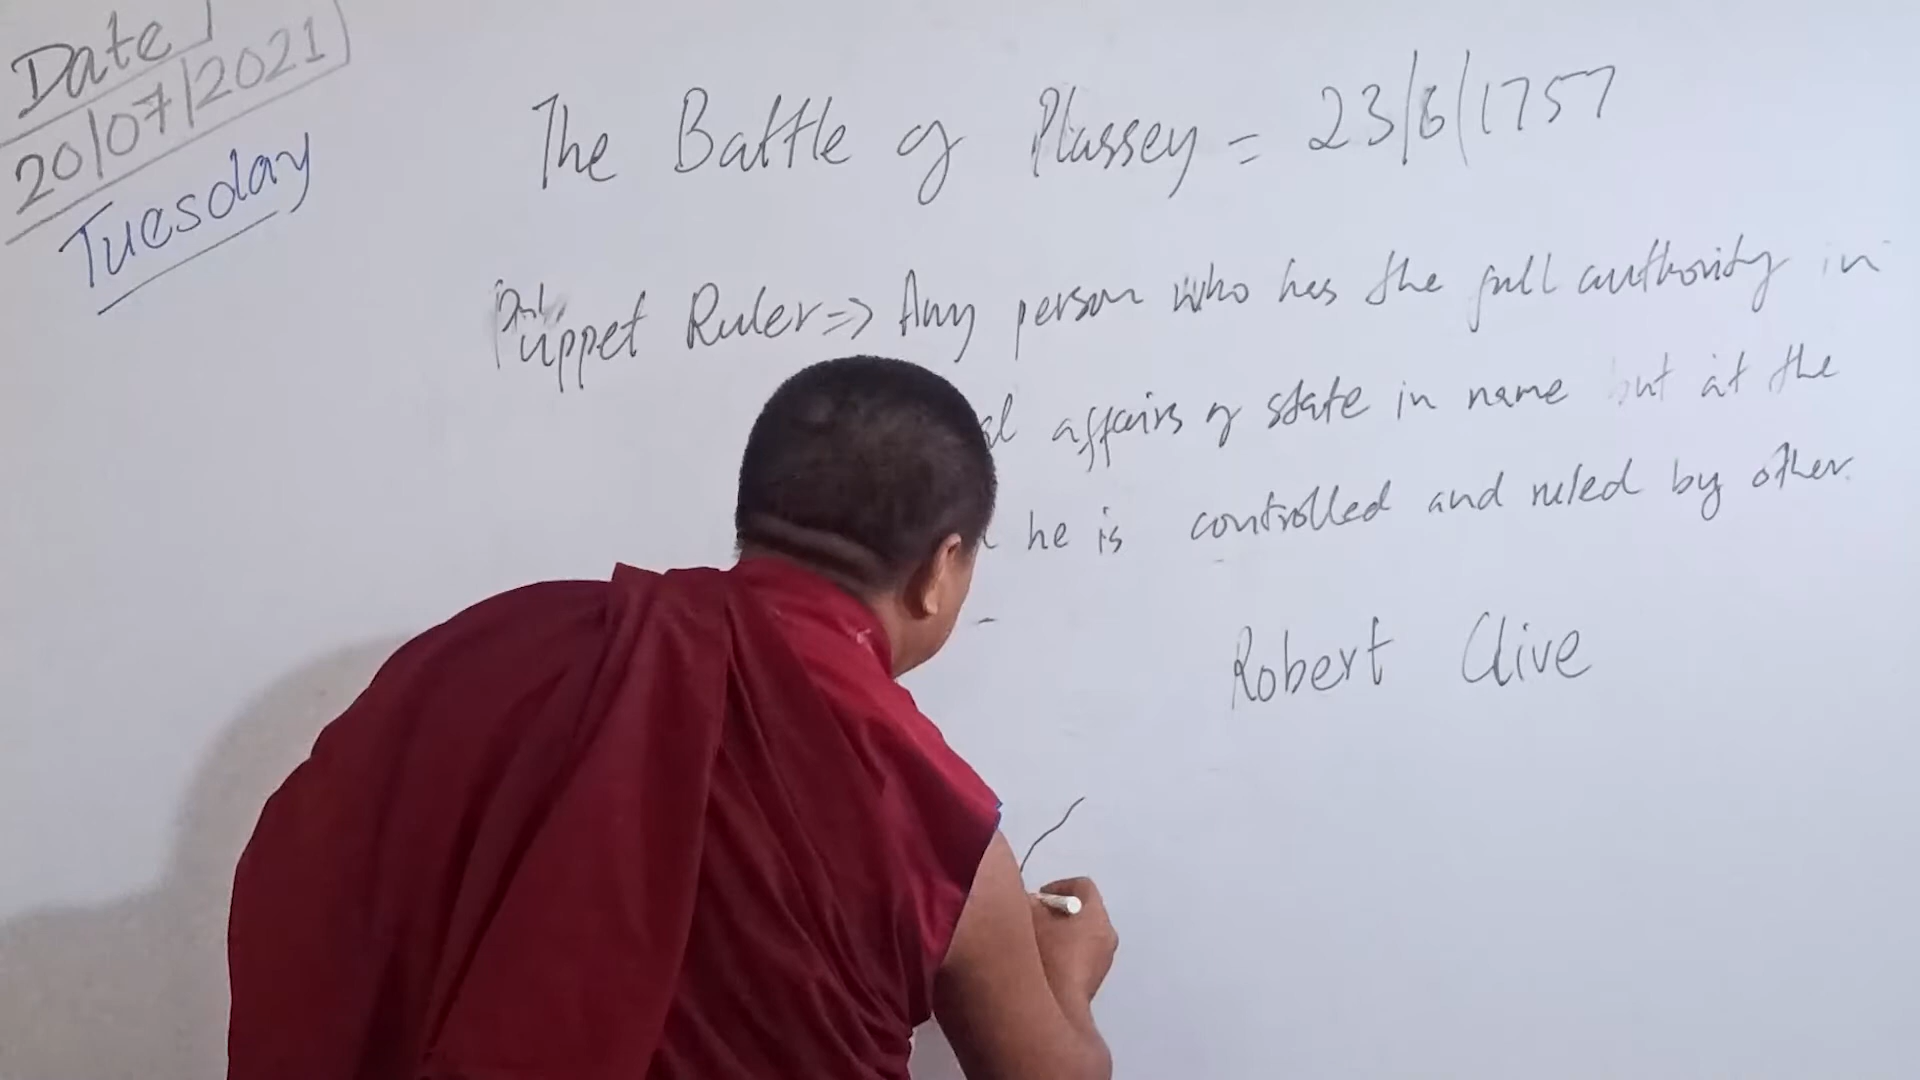 Date
20/07/2021
Tuesday
The Battle of Plassey = 23/6/1757
Puppet Ruler => Any person who has the full authority in
affairs of state in name but at the
he is controlled and ruled by other.
Robert Clive